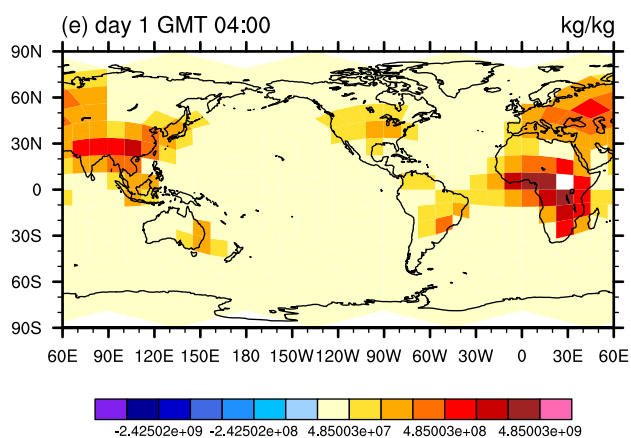 (e) day 1 GMT 04:00 kg/kg
90N
60N
30N
0
30S
60S
90S
60E 90E 120E 150E 180 150W 120W 90W 60W 30W 0 30E 60E
-2.42502e+09 -2.42502e+08 4.85003e+07 4.85003e+08 4.85003e+09